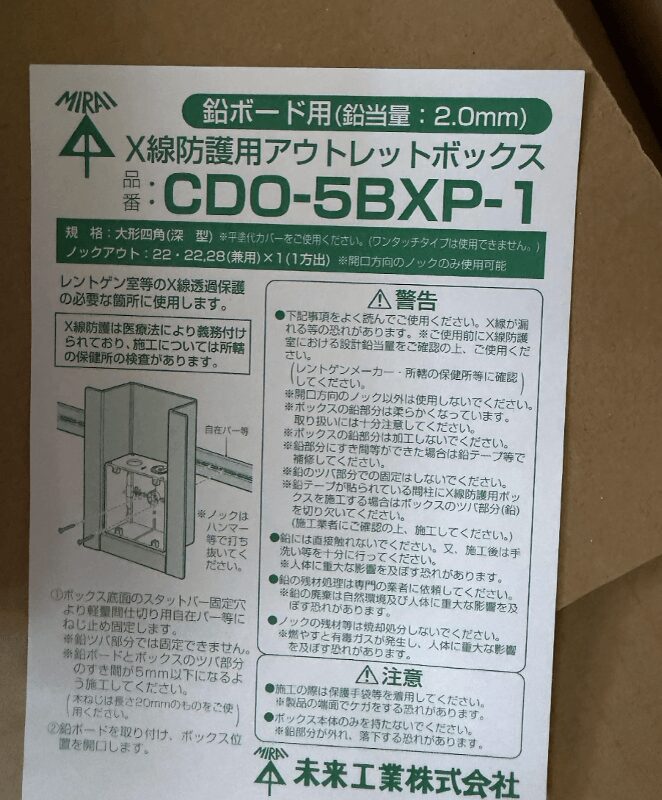 MIRAI
鉛ボード用(鉛当量：2.0mm)
X線防護用アウトレットボックス
品番：CDO-5BXP-1
規　格：大形四角(深　型) ※平塗代カバーをご使用ください。(ワンタッチタイプは使用できません。)
ノックアウト：22・22,28(兼用)×1(1方出) ※開口方向のノックのみ使用可能
レントゲン室等のX線透過保護
の必要な箇所に使用します。
X線防護は医療法により義務付け
られており、施工については所轄
の保健所の検査があります。
自在バー等
※ノックは
ハンマー
等で打ち
抜いてく
ださい。
①ボックス底面のスタットバー固定穴
より軽量間仕切り用自在バー等に
ねじ止め固定します。
※鉛ツバ部分では固定できません。
※鉛ボードとボックスのツバ部分
のすき間が5mm以下になるよ
う施工してください。
(木ねじは長さ20mmのものをご使
用ください。)
②鉛ボードを取り付け、ボックス位
置を開口します。
⚠警告
●下記事項をよく読んでご使用ください。X線が漏
れる等の恐れがあります。※ご使用前にX線防護
室における設計鉛当量をご確認の上、ご使用くだ
さい。
(レントゲンメーカー・所轄の保健所等に確認
してください。)
※開口方向のノック以外は使用しないでください。
※ボックスの鉛部分は柔らかくなっています。
取り扱いには十分注意してください。
※ボックスの鉛部分は加工しないでください。
※鉛部分にすき間等ができた場合は鉛テープ等で
補修してください。
※鉛のツバ部分での固定はしないでください。
※鉛テープが貼られている間柱にX線防護用ボッ
クスを施工する場合はボックスのツバ部分(鉛)
を切り欠いてください。
(施工業者にご確認の上、施工してください。)
●鉛には直接触れないでください。又、施工後は手
洗い等を十分に行ってください。
※人体に重大な影響を及ぼす恐れがあります。
●鉛の残材処理は専門の業者に依頼してください。
※鉛の廃棄は自然環境及び人体に重大な影響を及
ぼす恐れがあります。
●ノックの残材等は焼却処分しないでください。
※燃やすと有毒ガスが発生し、人体に重大な影響
を及ぼす恐れがあります。
⚠注意
●施工の際は保護手袋等を着用してください。
※製品の端面でケガをする恐れがあります。
●ボックス本体のみを持たないでください。
※鉛部分が外れ、落下する恐れがあります。
MIRAI
未来工業株式会社